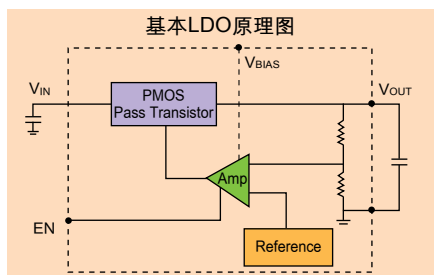 基本LDO原理图
VBIAS
VIN
PMOS
Pass Transistor
VOUT
Amp
EN
Reference